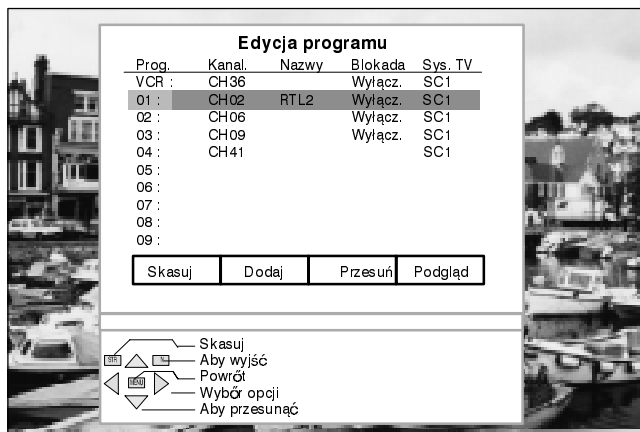 Edycja programu
Prog. Kanal. Nazwy Blokada Sys. TV
VCR : CH36 Wyłącz. SC1
01 : CH02 RTL2 Wyłącz. SC1
02 : CH06 Wyłącz. SC1
03 : CH09 Wyłącz. SC1
04 : CH41 SC1
05 :
06 :
07 :
08 :
09 :
Skasuj Dodaj Przesuń Podgląd
Skasuj
STR N Aby wyjść
Powrót
MENU Wybór opcji
Aby przesunąć